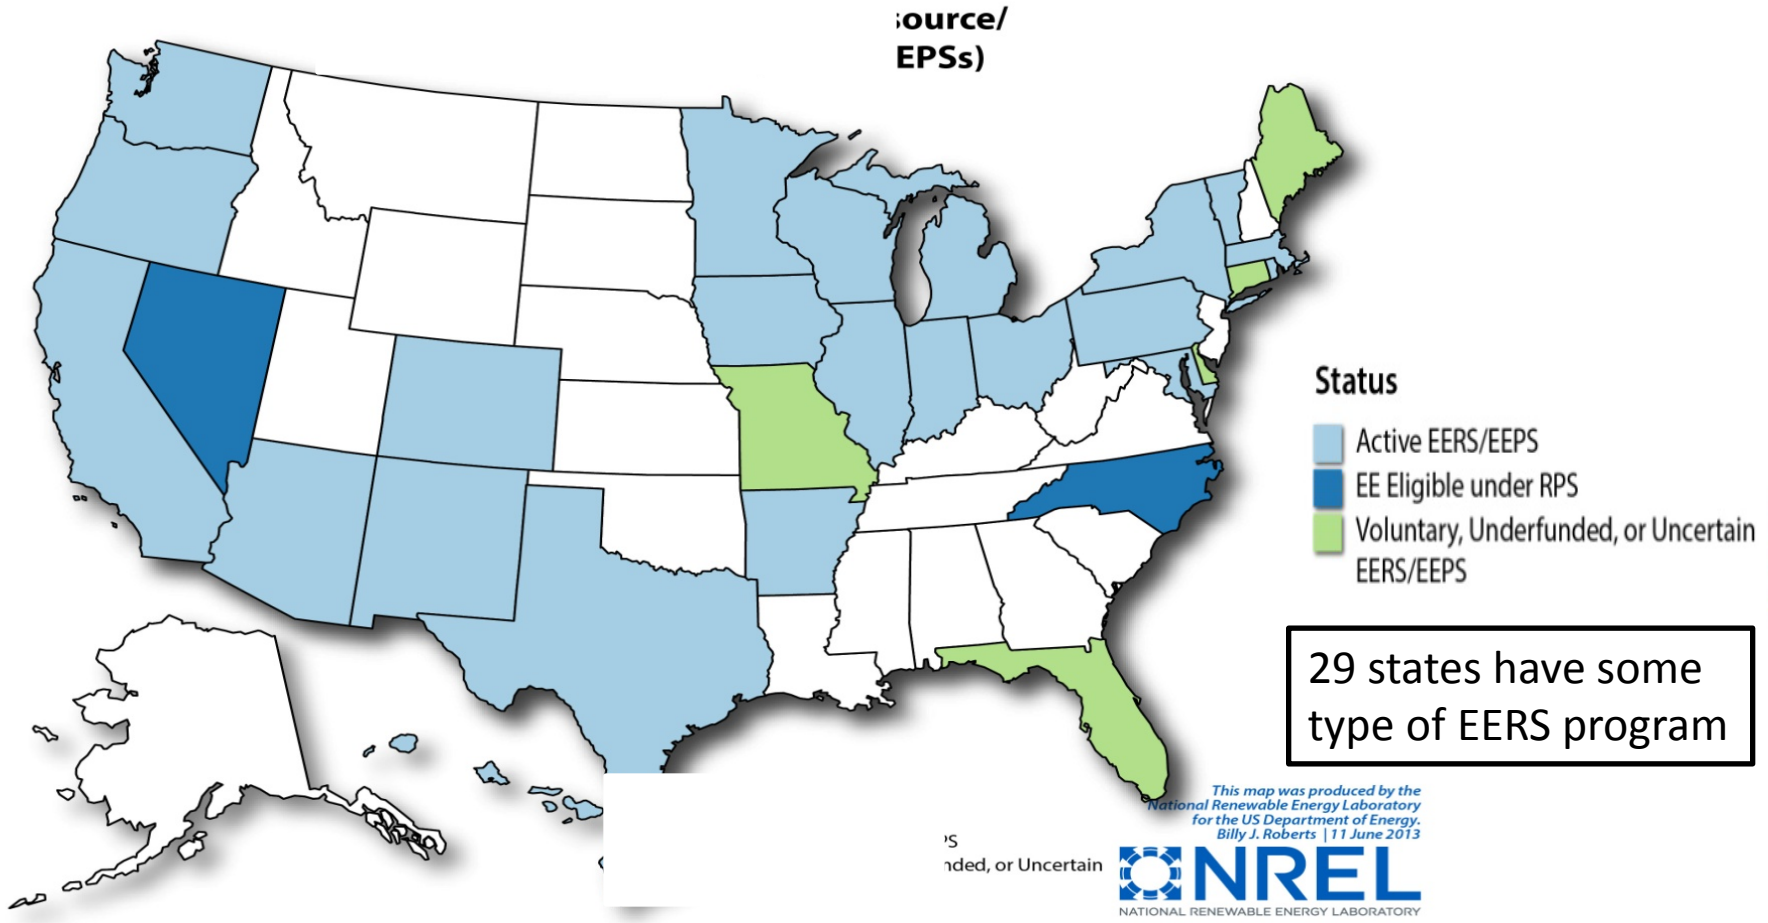 source/
EPSs)
Status
Active EERS/EEPS
EE Eligible under RPS
Voluntary, Underfunded, or Uncertain
EERS/EEPS
29 states have some
type of EERS program
This map was produced by the
National Renewable Energy Laboratory
for the US Department of Energy.
Billy J. Roberts | 11 June 2013
nded, or Uncertain
NREL
NATIONAL RENEWABLE ENERGY LABORATORY